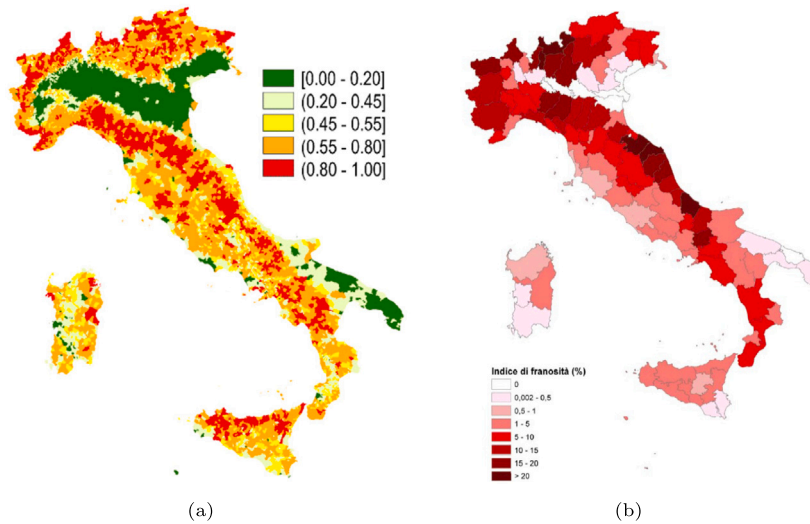 [0.00 - 0.20]
(0.20 - 0.45]
(0.45 - 0.55]
(0.55 - 0.80]
(0.80 - 1.00]
Indice di franosità (%)
0
0,002 - 0,5
0,5 - 1
1 - 5
5 - 10
10 - 15
15 - 20
> 20
(a)
(b)